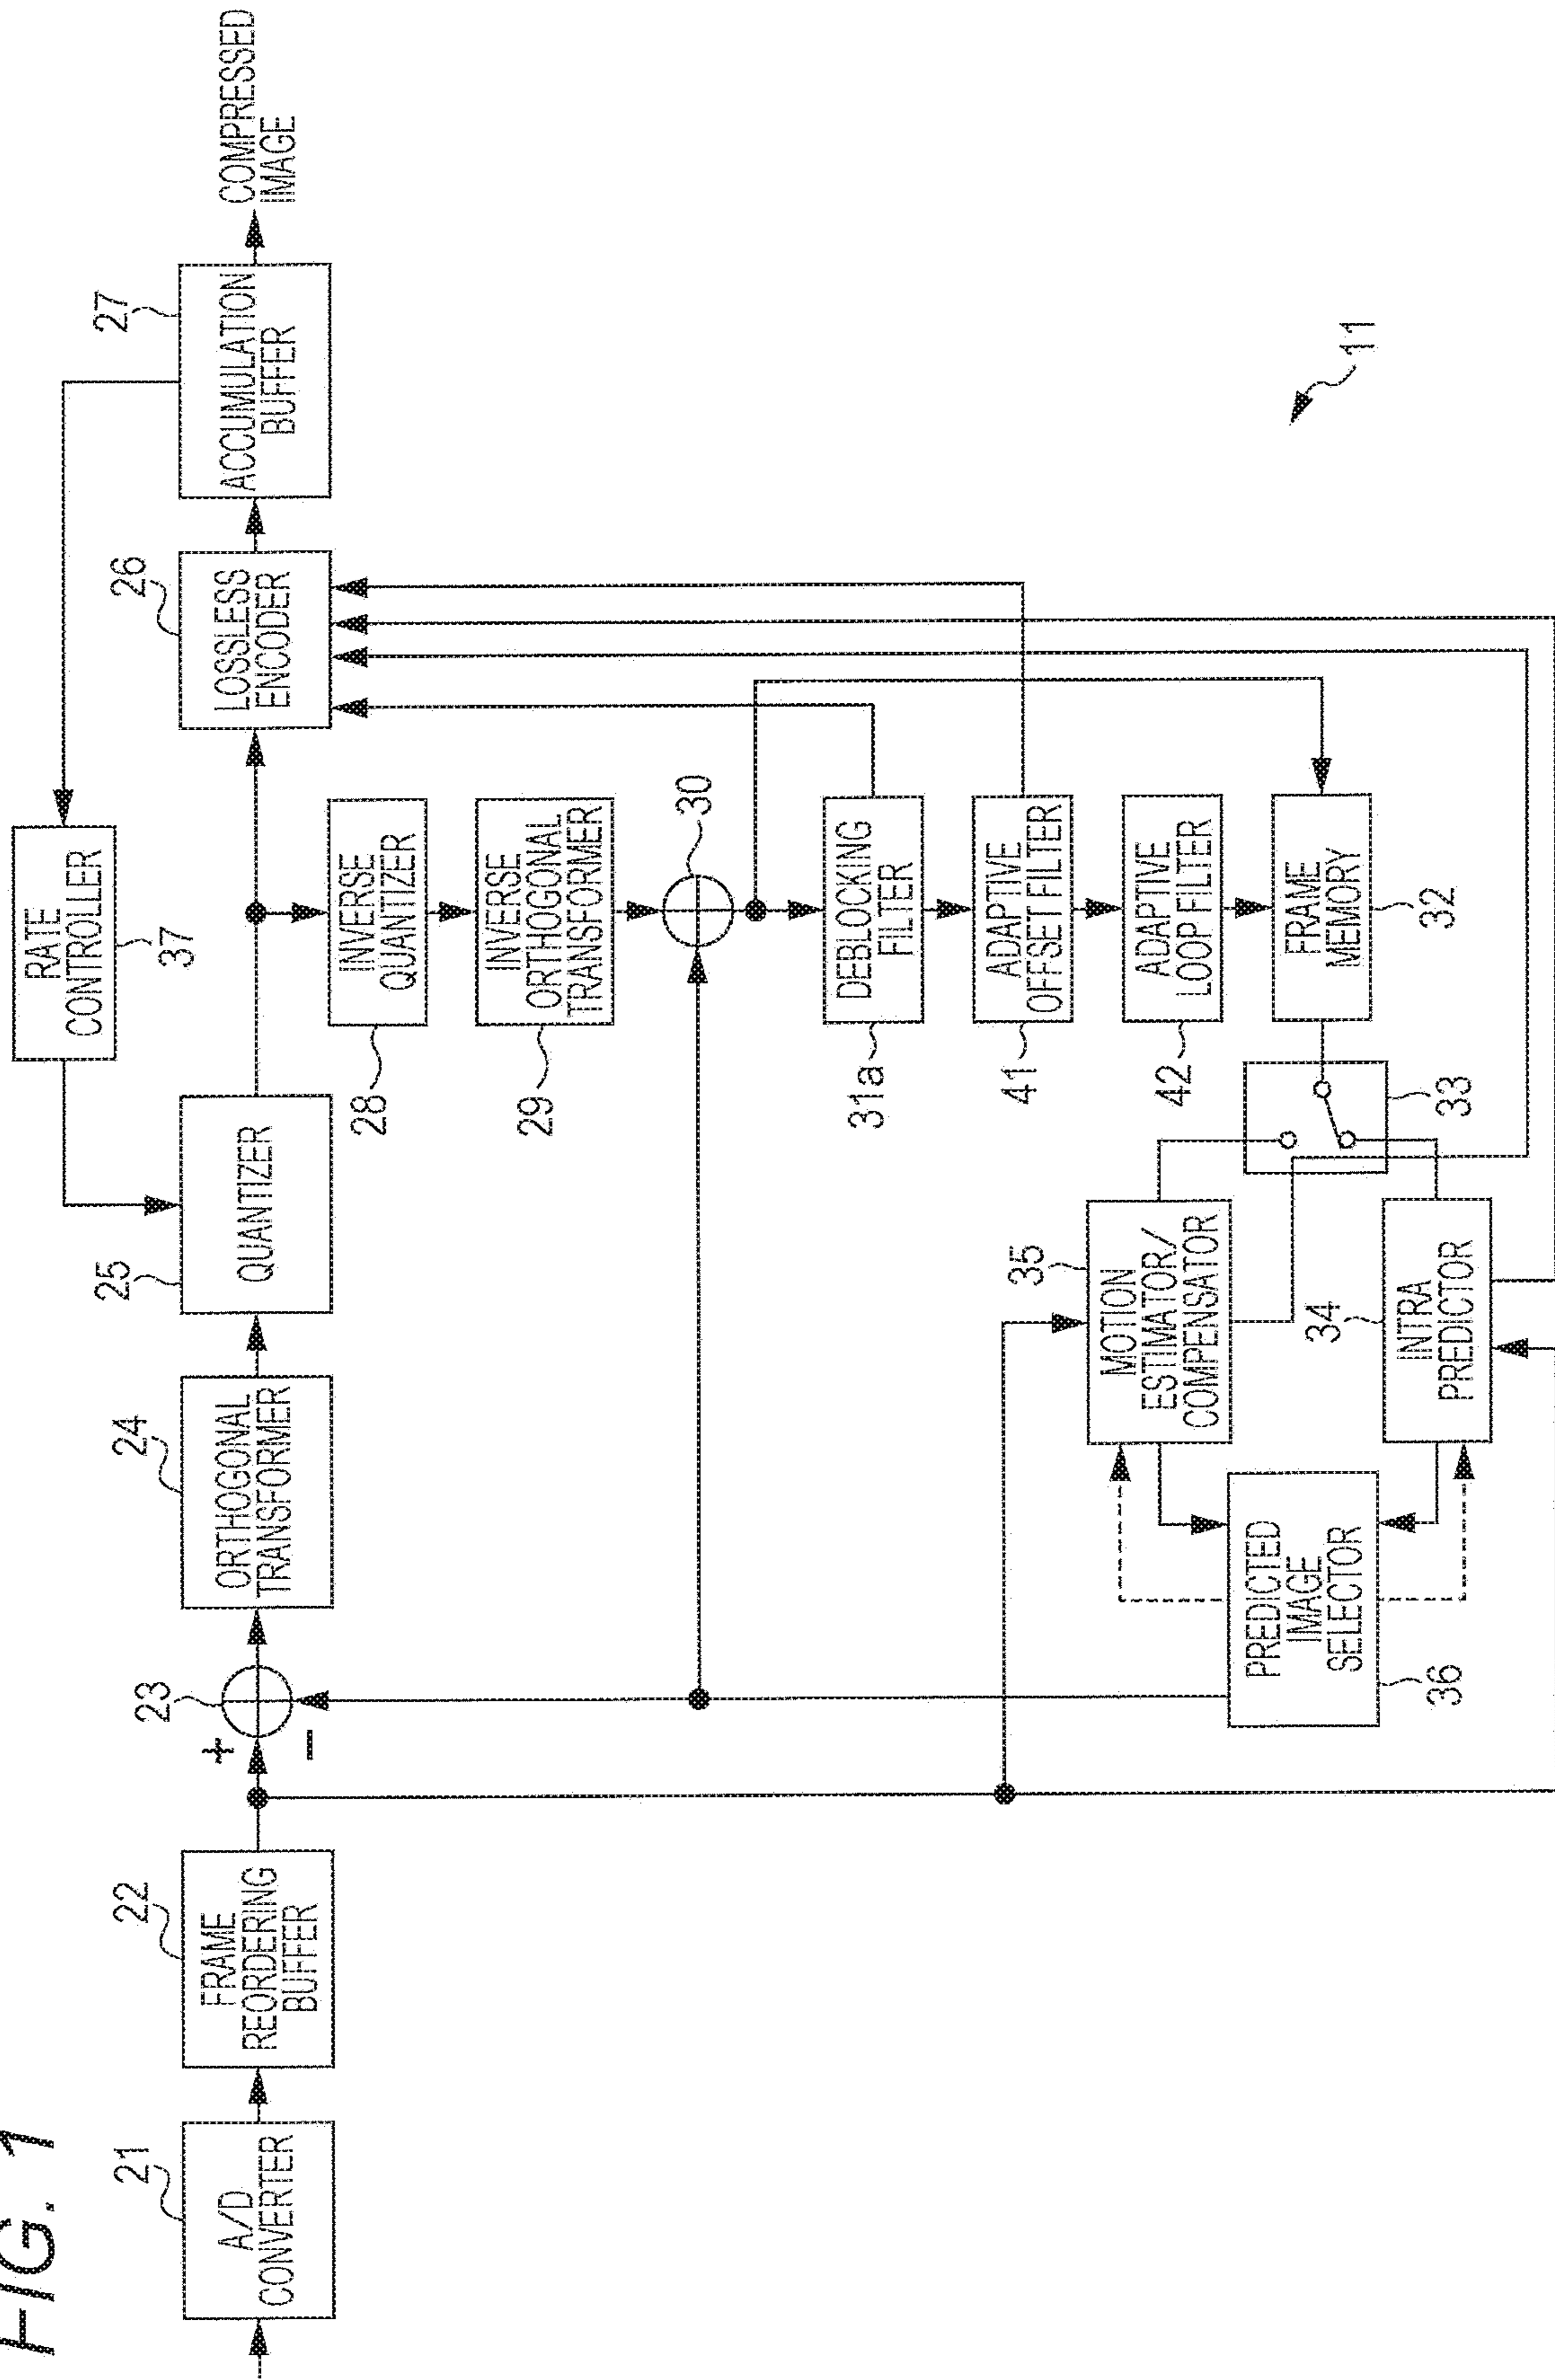 FIG. 1
21
A/D
CONVERTER
22
FRAME
REORDERING
BUFFER
23
+
−
24
ORTHOGONAL
TRANSFORMER
25
QUANTIZER
RATE
CONTROLLER
37
26
LOSSLESS
ENCODER
27
ACCUMULATION
BUFFER
COMPRESSED
IMAGE
INVERSE
QUANTIZER
28
INVERSE
ORTHOGONAL
TRANSFORMER
29
30
DEBLOCKING
FILTER
31a
ADAPTIVE
OFFSET FILTER
41
ADAPTIVE
LOOP FILTER
42
FRAME
MEMORY
32
33
35
MOTION
ESTIMATOR/
COMPENSATOR
34
INTRA
PREDICTOR
PREDICTED
IMAGE
SELECTOR
36
11